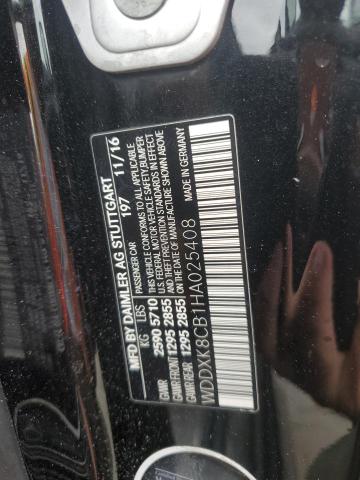 MFD BY DAIMLER AG STUTTGART
PASSENGER CAR 197 11/16
KG LBS
GMR 2590 5710
GAWR FRONT 1295 2855
GAWR REAR 1295 2855
THIS VEHICLE CONFORMS TO ALL APPLICABLE
U.S. FEDERAL MOTOR VEHICLE SAFETY, BUMPER
AND THEFT PREVENTION STANDARDS IN EFFECT
ON THE DATE OF MANUFACTURE SHOWN ABOVE
MADE IN GERMANY
WDDXK8CB1HA025408